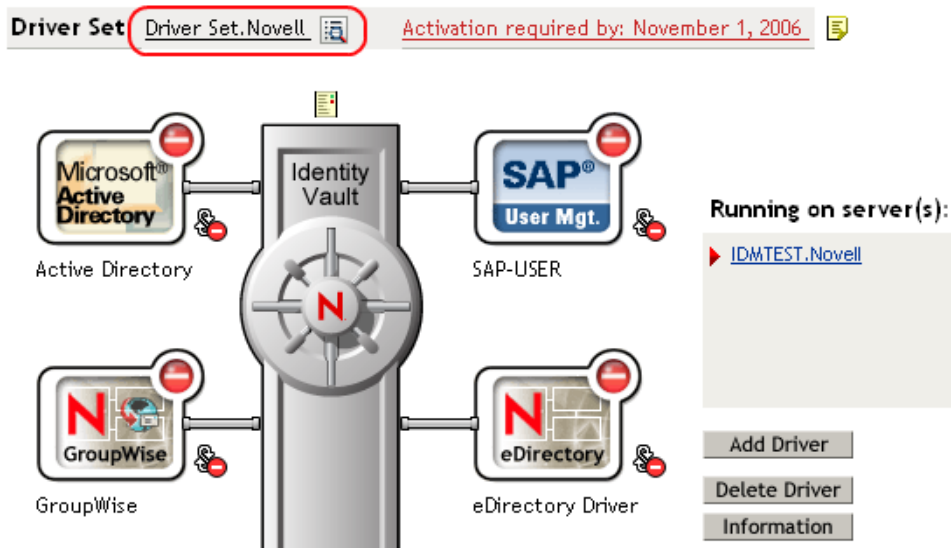 Driver Set Driver Set.Novell Activation required by: November 1, 2006
Microsoft®
Active
Directory
Active Directory
Identity
Vault
N
SAP®
User Mgt.
SAP-USER
Running on server(s):
IDMTEST.Novell
N
GroupWise
GroupWise
N
eDirectory
eDirectory Driver
Add Driver
Delete Driver
Information